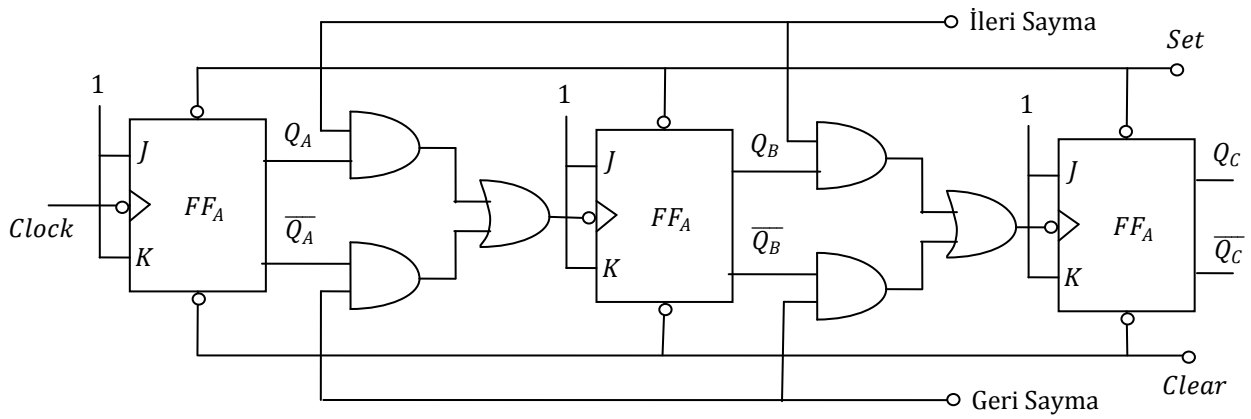 İleri Sayma
Set
1
1
1
J
Q_A
J
Q_B
J
Q_C
Clock
FF_A
FF_A
FF_A
K
\overline{Q_A}
K
\overline{Q_B}
K
\overline{Q_C}
Clear
Geri Sayma